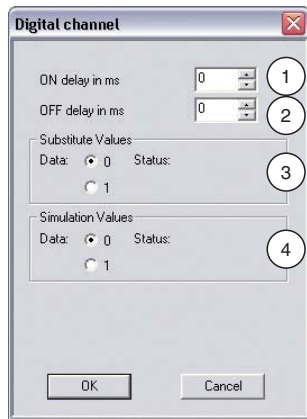 Digital channel
ON delay in ms 0 1
OFF delay in ms 0 2
Substitute Values
Data: 0 Status: 3
1
Simulation Values
Data: 0 Status: 4
1
OK Cancel